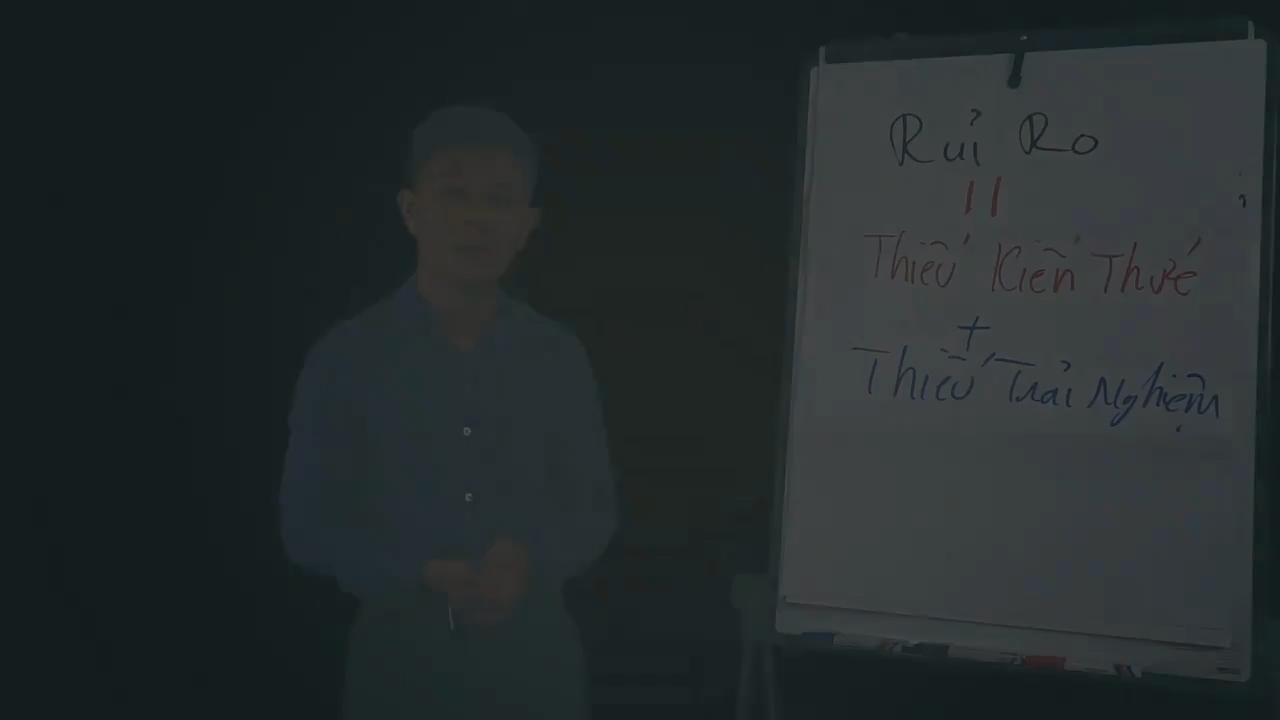 Rủi Ro
=
Thiếu Kiến Thức
+
Thiếu Trải Nghiệm